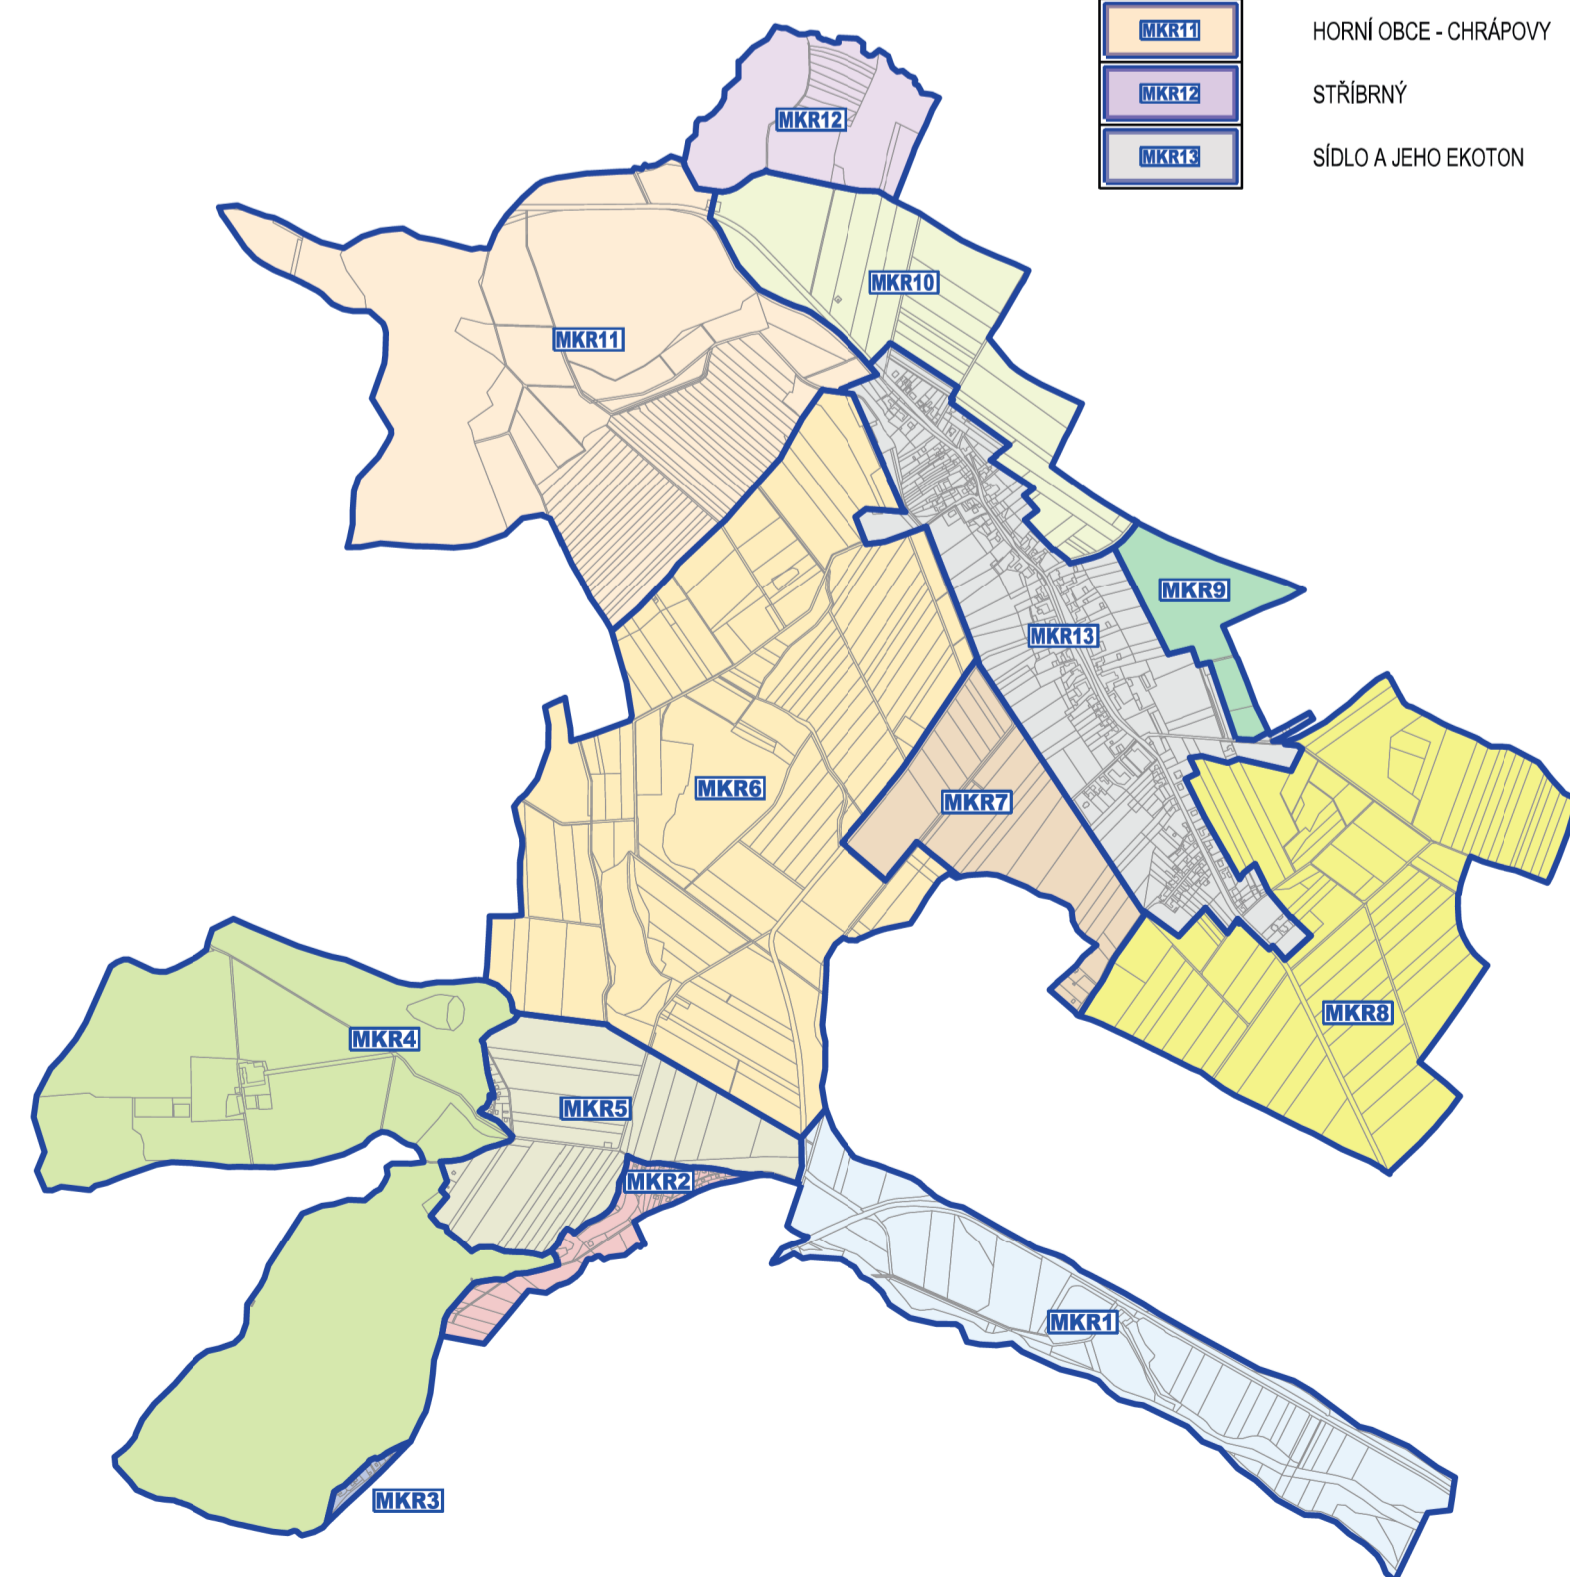 MKR11 HORNÍ OBCE - CHRÁPOVY
MKR12 STŘÍBRNÝ
MKR13 SÍDLO A JEHO EKOTON
MKR12
MKR10
MKR11
MKR9
MKR13
MKR6
MKR7
MKR8
MKR4
MKR5
MKR2
MKR1
MKR3